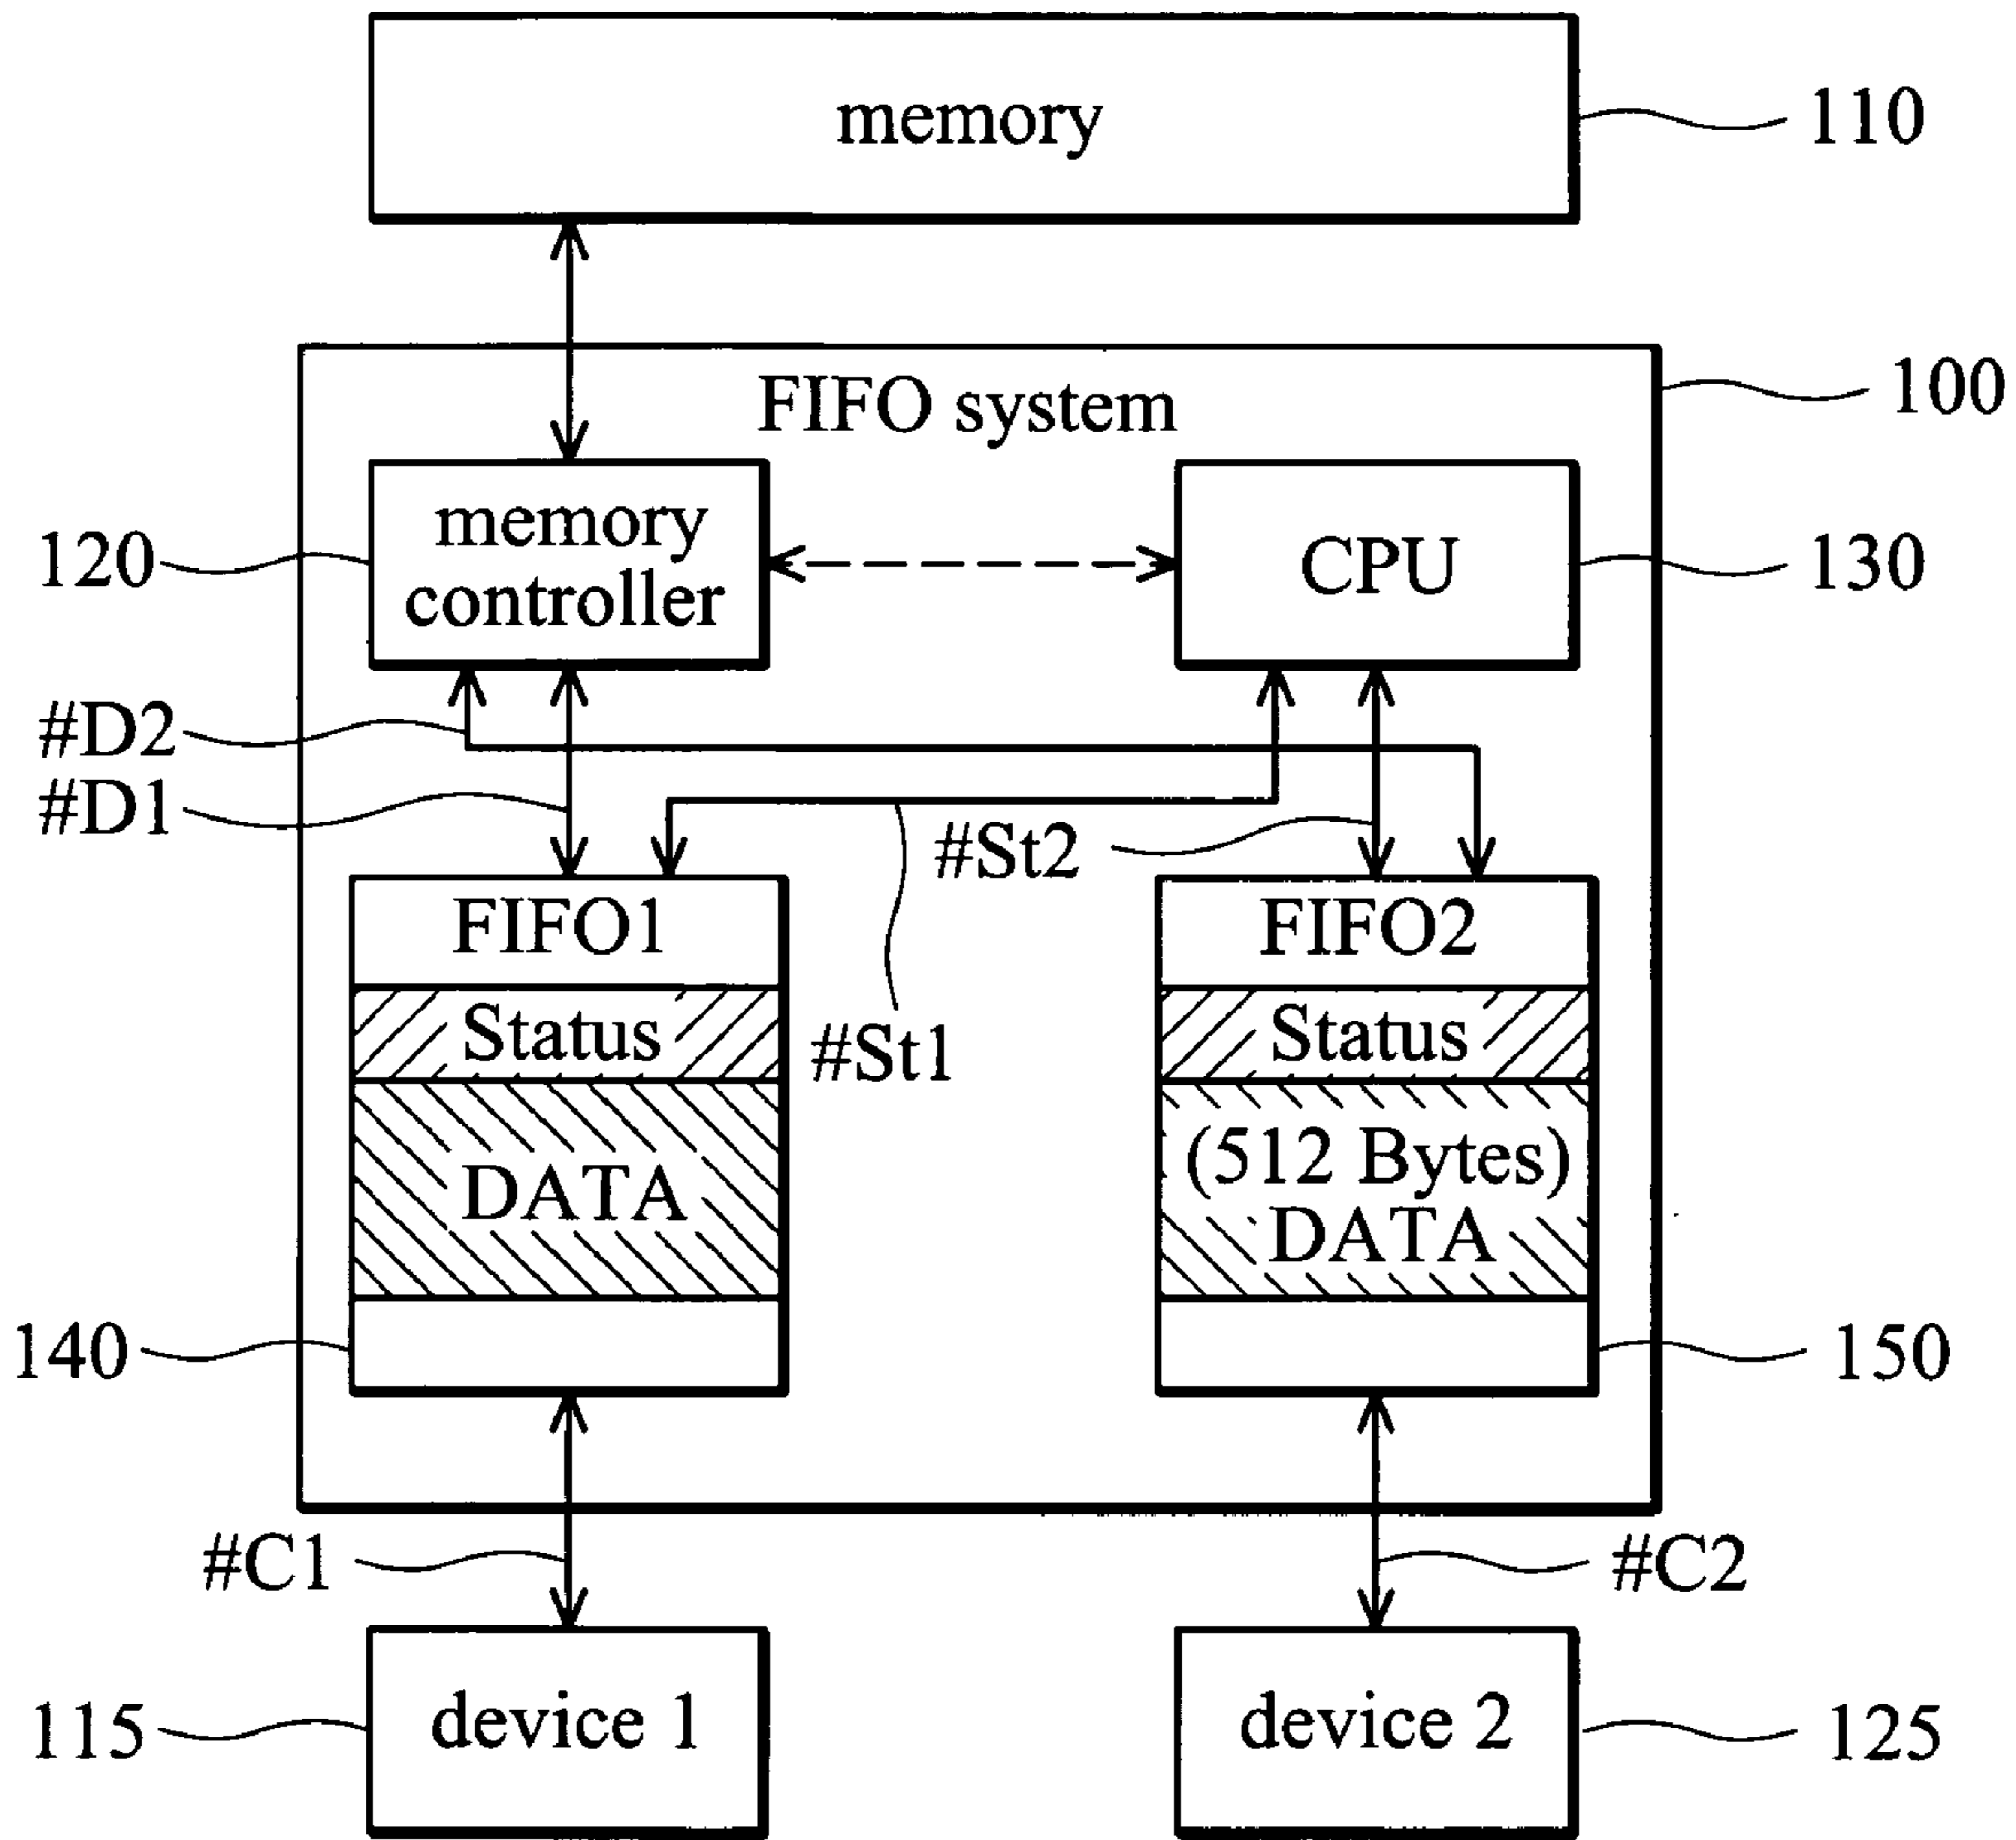 memory
110
100
FIFO system
memory
controller
120
CPU
130
#D2
#D1
#St2
FIFO1
FIFO2
Status
#St1
Status
DATA
(512 Bytes)
DATA
140
150
#C1
#C2
115
device 1
device 2
125